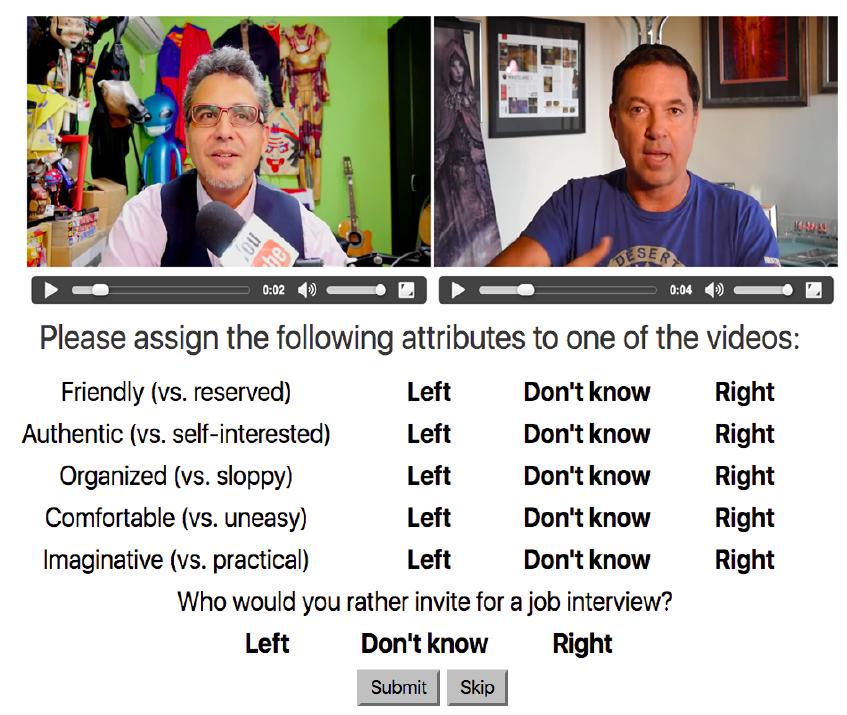 You
Tube
DESERT
0:02
0:04
Please assign the following attributes to one of the videos:
Friendly (vs. reserved) Left Don't know Right
Authentic (vs. self-interested) Left Don't know Right
Organized (vs. sloppy) Left Don't know Right
Comfortable (vs. uneasy) Left Don't know Right
Imaginative (vs. practical) Left Don't know Right
Who would you rather invite for a job interview?
Left Don't know Right
Submit Skip